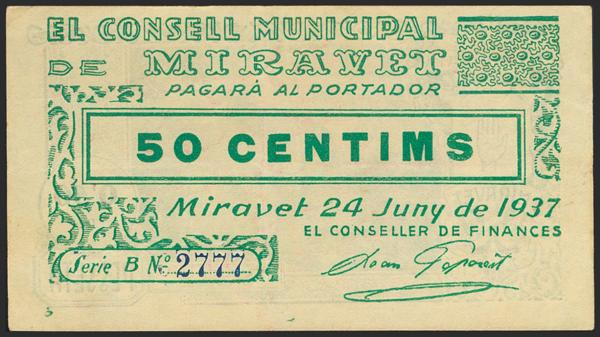 EL CONSELL MUNICIPAL
DE MIRAVET
PAGARÀ AL PORTADOR
50 CENTIMS
Miravet 24 Juny de 1937
EL CONSELLER DE FINANCES
Serie B Nº 2777
Joan